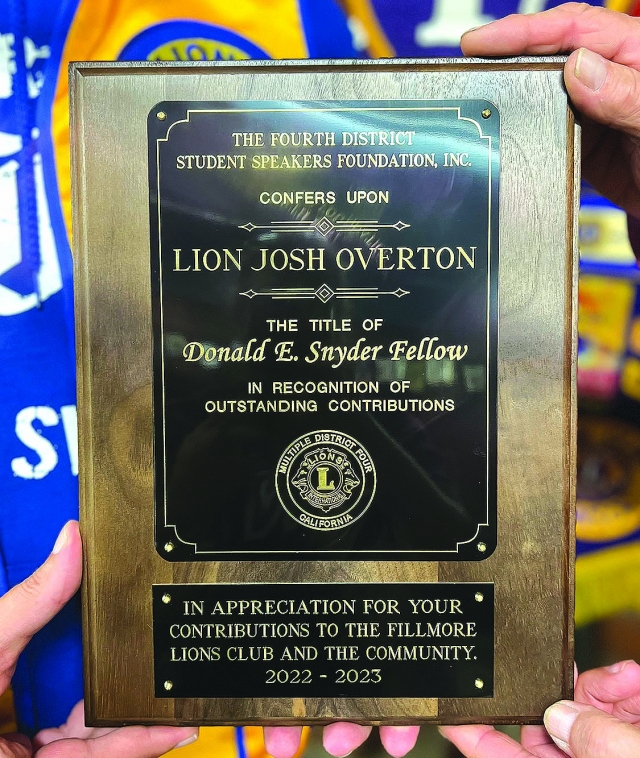 THE FOURTH DISTRICT
STUDENT SPEAKERS FOUNDATION, INC.
CONFERS UPON
LION JOSH OVERTON
THE TITLE OF
Donald E. Snyder Fellow
IN RECOGNITION OF
OUTSTANDING CONTRIBUTIONS
MULTIPLE DISTRICT FOUR
LIONS
L
INTERNATIONAL
CALIFORNIA
IN APPRECIATION FOR YOUR
CONTRIBUTIONS TO THE FILLMORE
LIONS CLUB AND THE COMMUNITY.
2022 - 2023